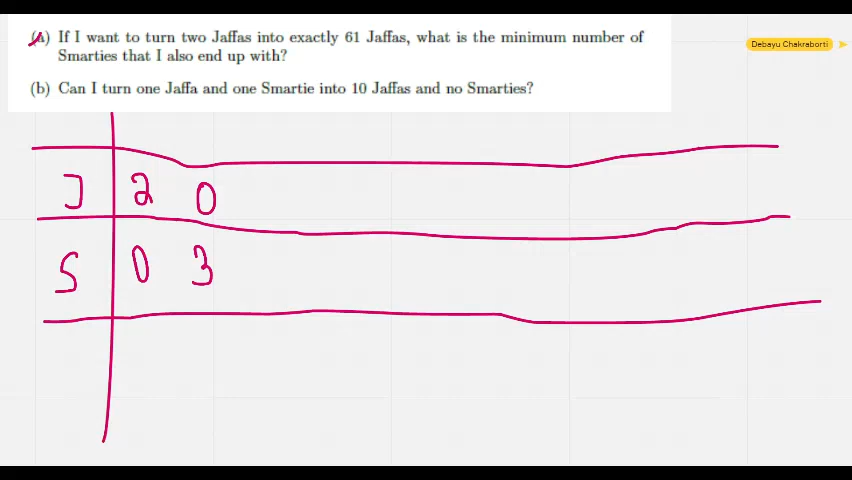 (a) If I want to turn two Jaffas into exactly 61 Jaffas, what is the minimum number of
Smarties that I also end up with?
Debayu Chakraborti
(b) Can I turn one Jaffa and one Smartie into 10 Jaffas and no Smarties?
J 2 0
S 0 3